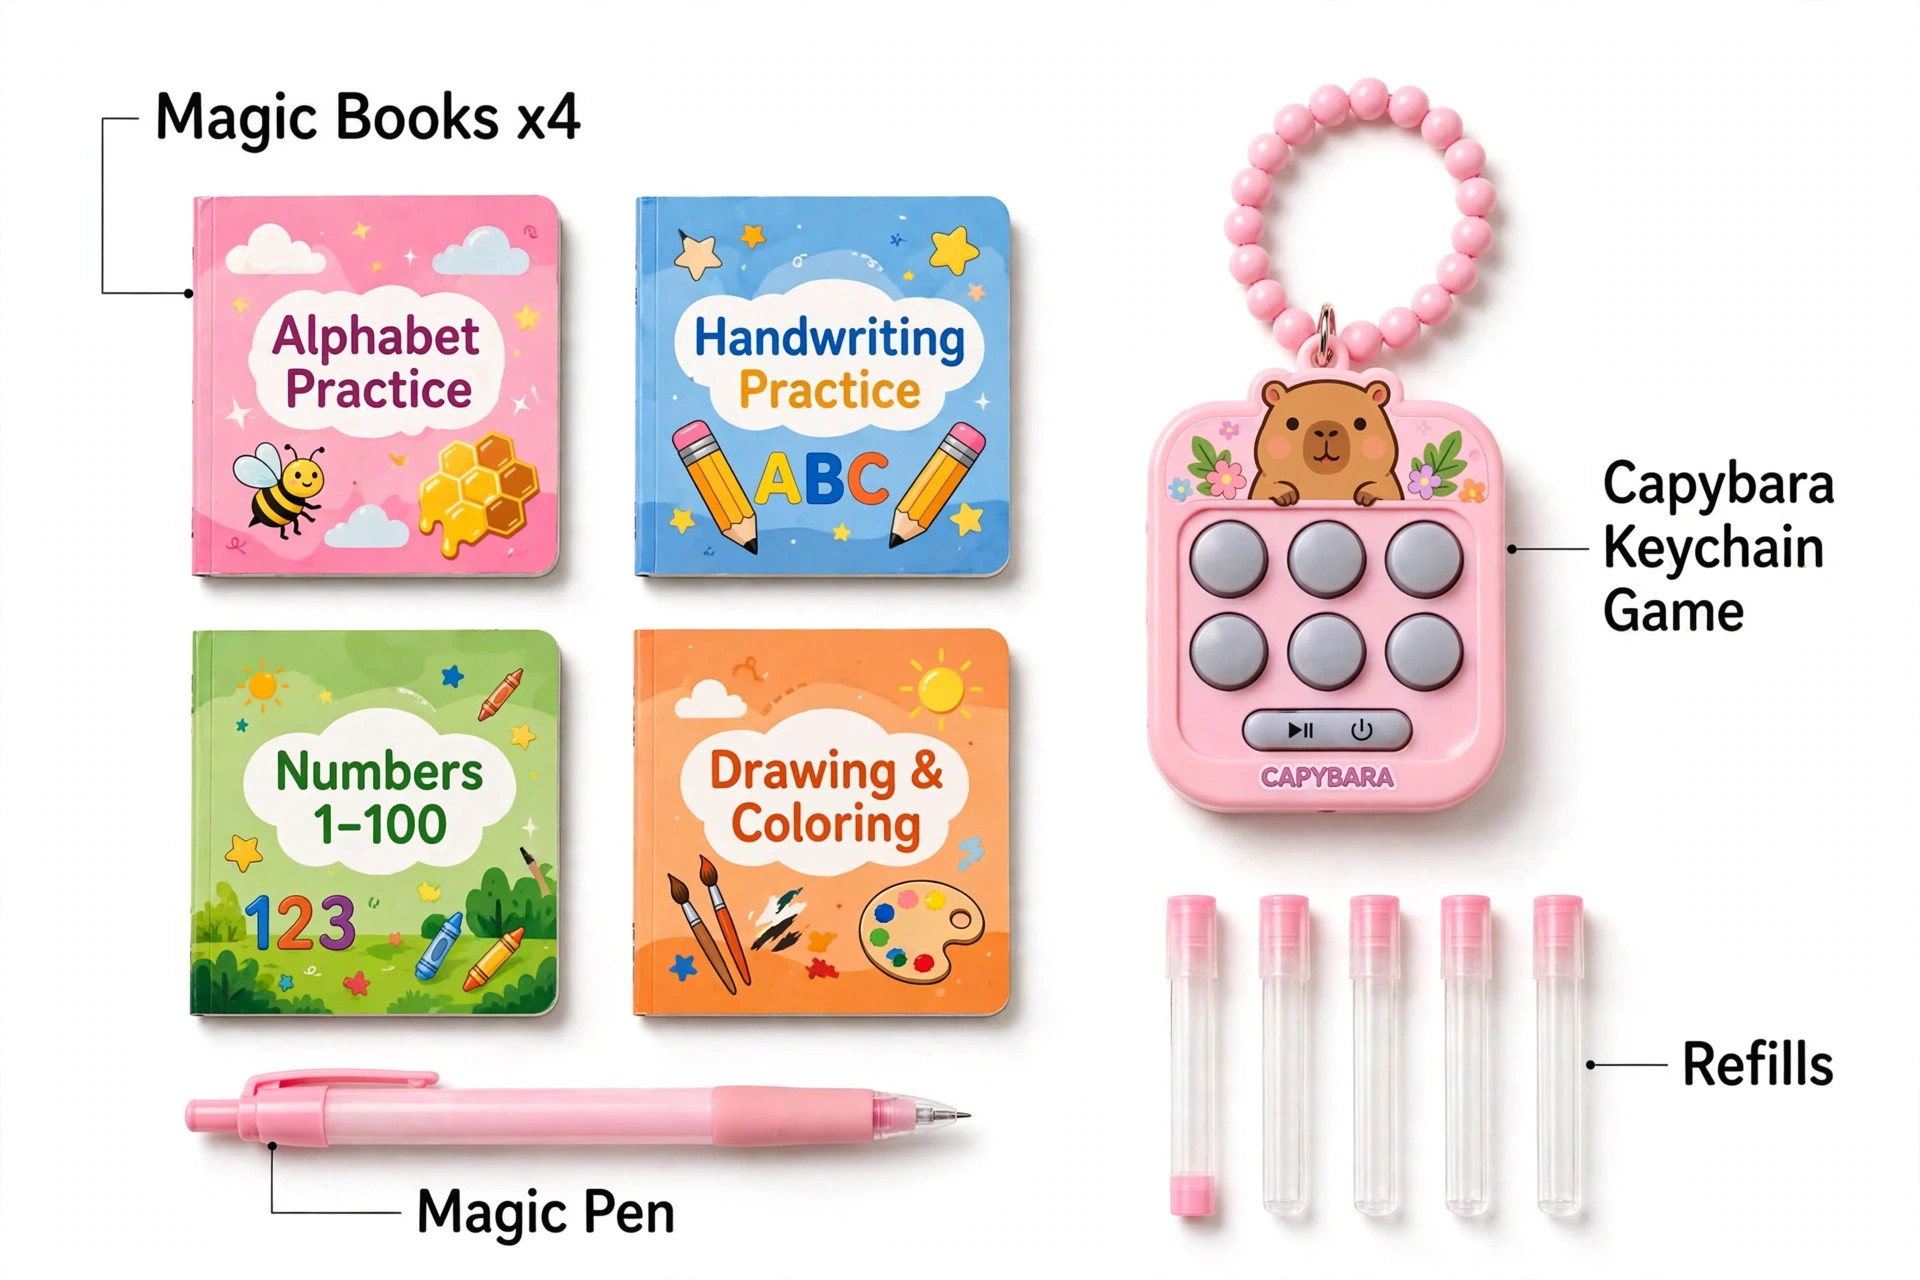 Magic Books x4
Alphabet
Practice
Handwriting
Practice
ABC
Numbers
1–100
123
Drawing &
Coloring
Magic Pen
CAPYBARA
Capybara
Keychain
Game
Refills